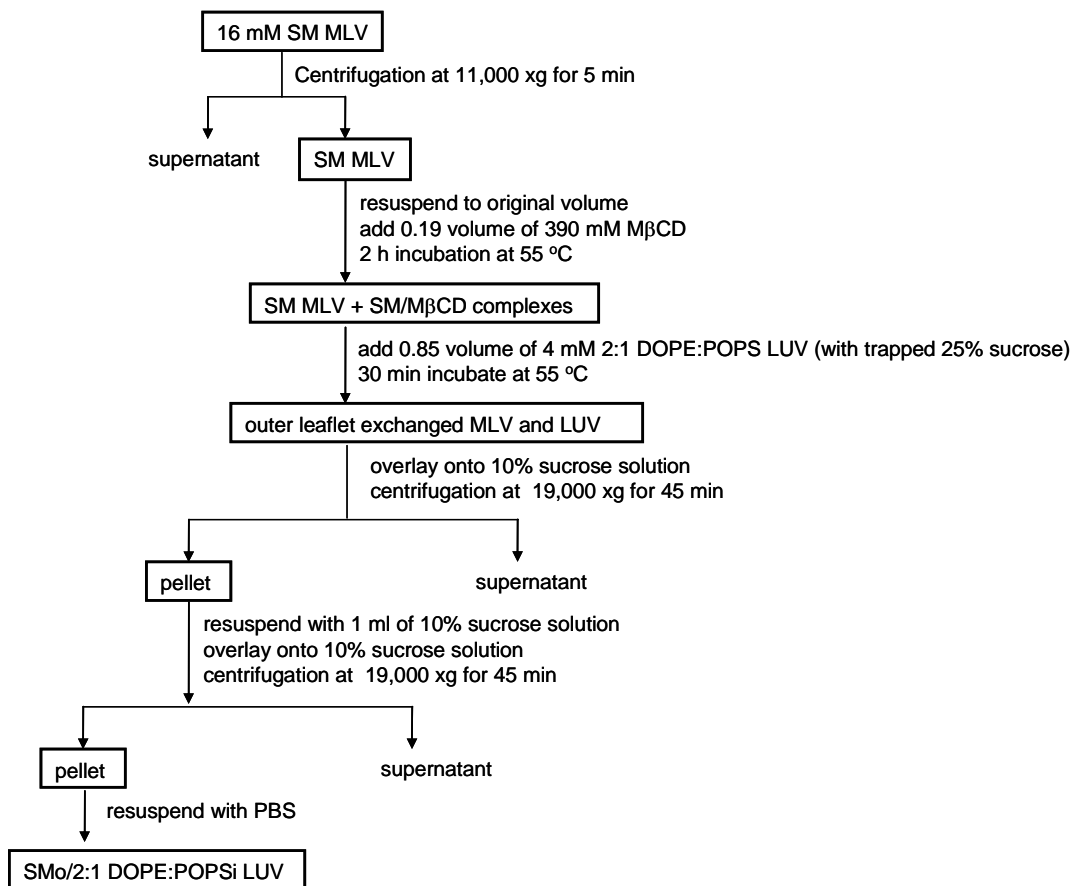 16 mM SM MLV
Centrifugation at 11,000 xg for 5 min
supernatant
SM MLV
resuspend to original volume
add 0.19 volume of 390 mM MβCD
2 h incubation at 55 ºC
SM MLV + SM/MβCD complexes
add 0.85 volume of 4 mM 2:1 DOPE:POPS LUV (with trapped 25% sucrose)
30 min incubate at 55 ºC
outer leaflet exchanged MLV and LUV
overlay onto 10% sucrose solution
centrifugation at 19,000 xg for 45 min
pellet
supernatant
resuspend with 1 ml of 10% sucrose solution
overlay onto 10% sucrose solution
centrifugation at 19,000 xg for 45 min
pellet
supernatant
resuspend with PBS
SMo/2:1 DOPE:POPSi LUV